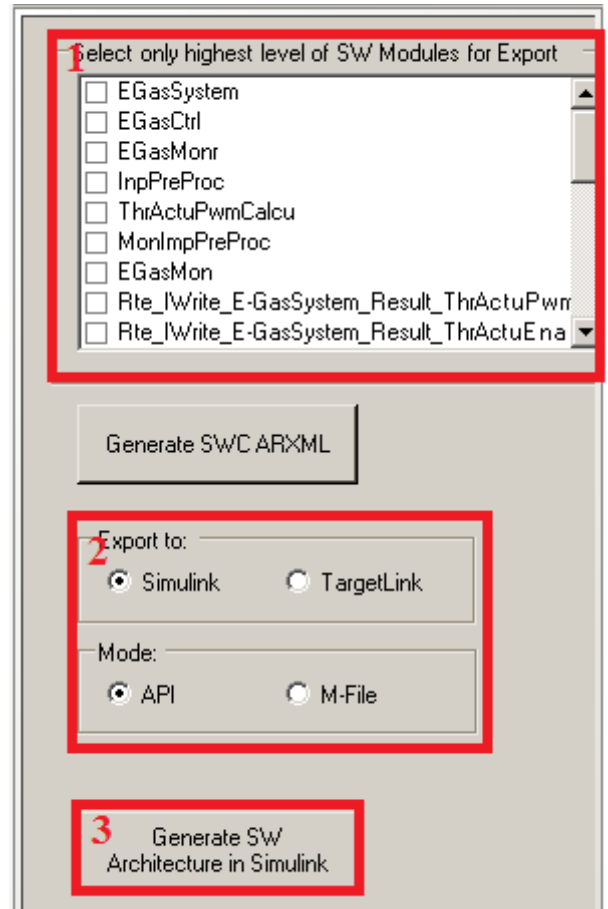 1
Select only highest level of SW Modules for Export
EGasSystem
EGasCtrl
EGasMonr
InpPreProc
ThrActuPwmCalcu
MonImpPreProc
EGasMon
Rte_IWrite_E-GasSystem_Result_ThrActuPwm
Rte_IWrite_E-GasSystem_Result_ThrActuEna
Generate SWC ARXML
2
Export to:
Simulink TargetLink
Mode:
API M-File
3
Generate SW
Architecture in Simulink